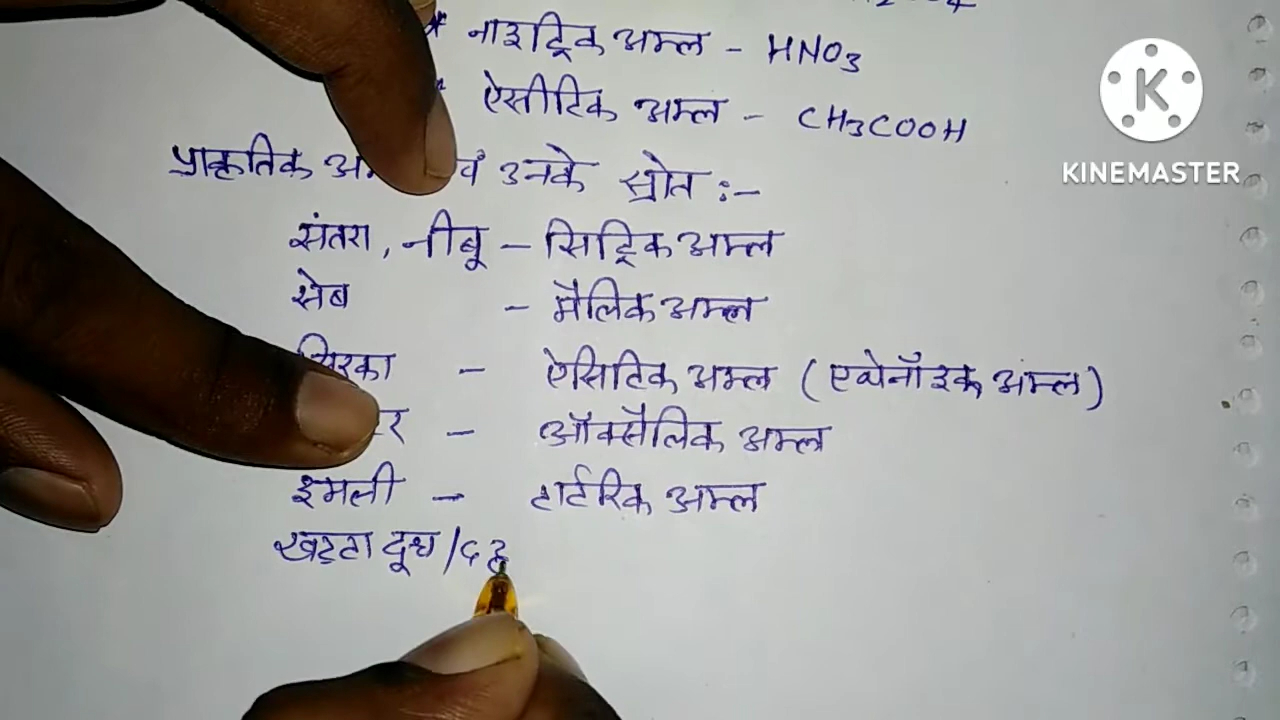 नाइट्रिक अम्ल - HNO3
ऐसीटिक अम्ल - CH3COOH
प्राकृतिक उनके स्रोत :-
संतरा, नीबू - सिट्रिक अम्ल
सेब - मैलिक अम्ल
सिरका - ऐसिटिक अम्ल (एथेनॉइक अम्ल)
- ऑक्सैलिक अम्ल
इमली - टार्टरिक अम्ल
खट्टा दूध /दह
K
KINEMASTER